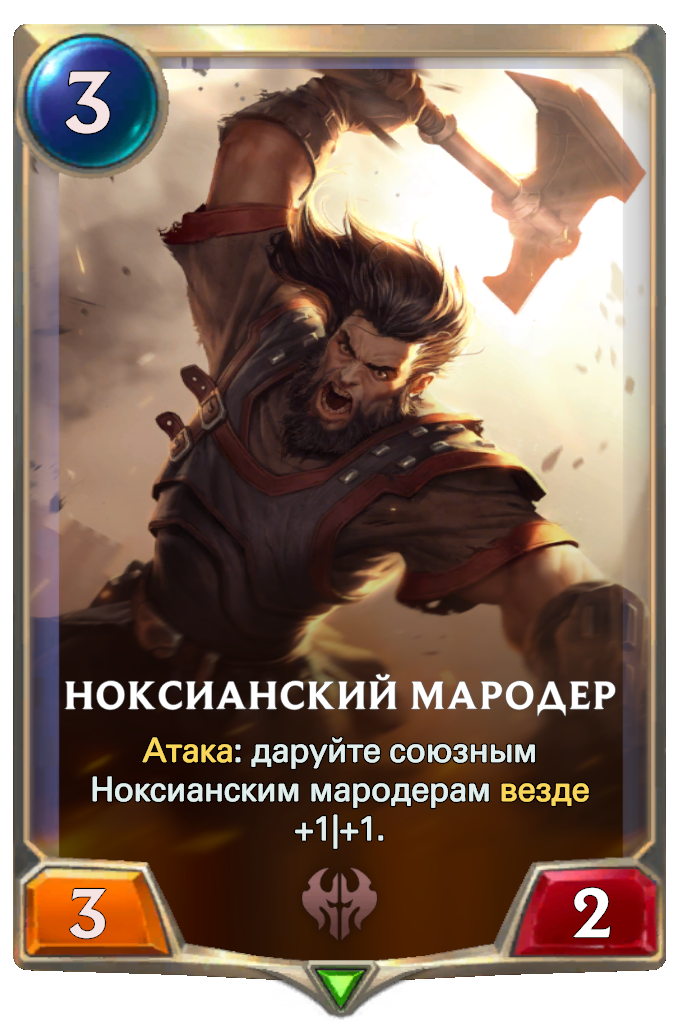 3
НОКСИАНСКИЙ МАРОДЕР
Атака: даруйте союзным
Ноксианским мародерам везде
+1|+1.
3
2